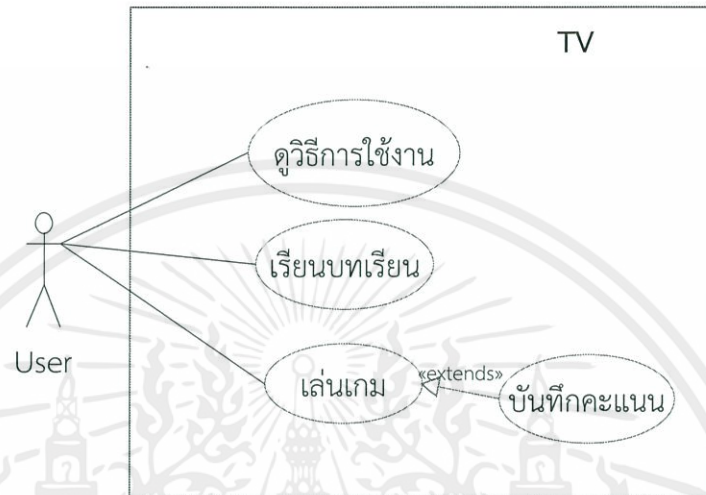 TV
ดูวิธีการใช้งาน
เรียนบทเรียน
User
เล่นเกม
«extends»
บันทึกคะแนน